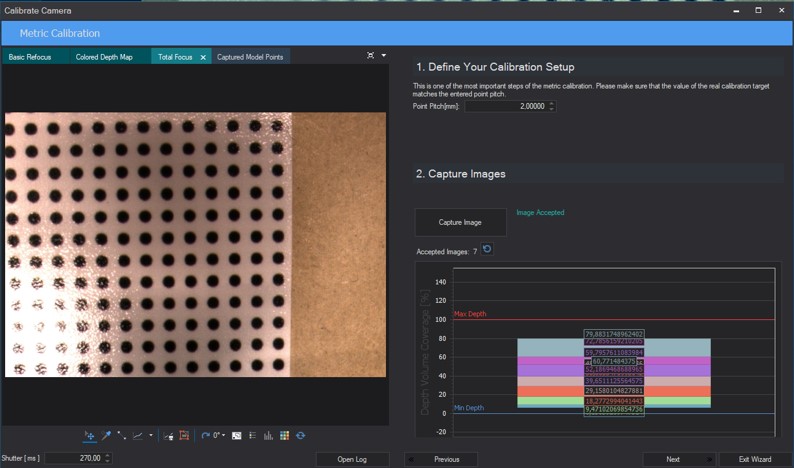 Calibrate Camera
Metric Calibration
Basic Refocus
Colored Depth Map
Total Focus
Captured Model Points
1. Define Your Calibration Setup
This is one of the most important steps of the metric calibration. Please make sure that the value of the real calibration target
matches the entered point pitch.
Point Pitch[mm]:
2.00000
2. Capture Images
Capture Image
Image Accepted
Accepted Images: 7
Depth Volume Coverage [%]
140
120
100
80
60
40
20
0
-20
Max Depth
Min Depth
79,8831748962402
59,7957611083984
60,771484375
52,1869468688965
39,6511125564575
29,1580104827881
18,2772994041443
9,47102069854736
0°
Shutter [ ms ]
270.00
Open Log
Previous
Next
Exit Wizard